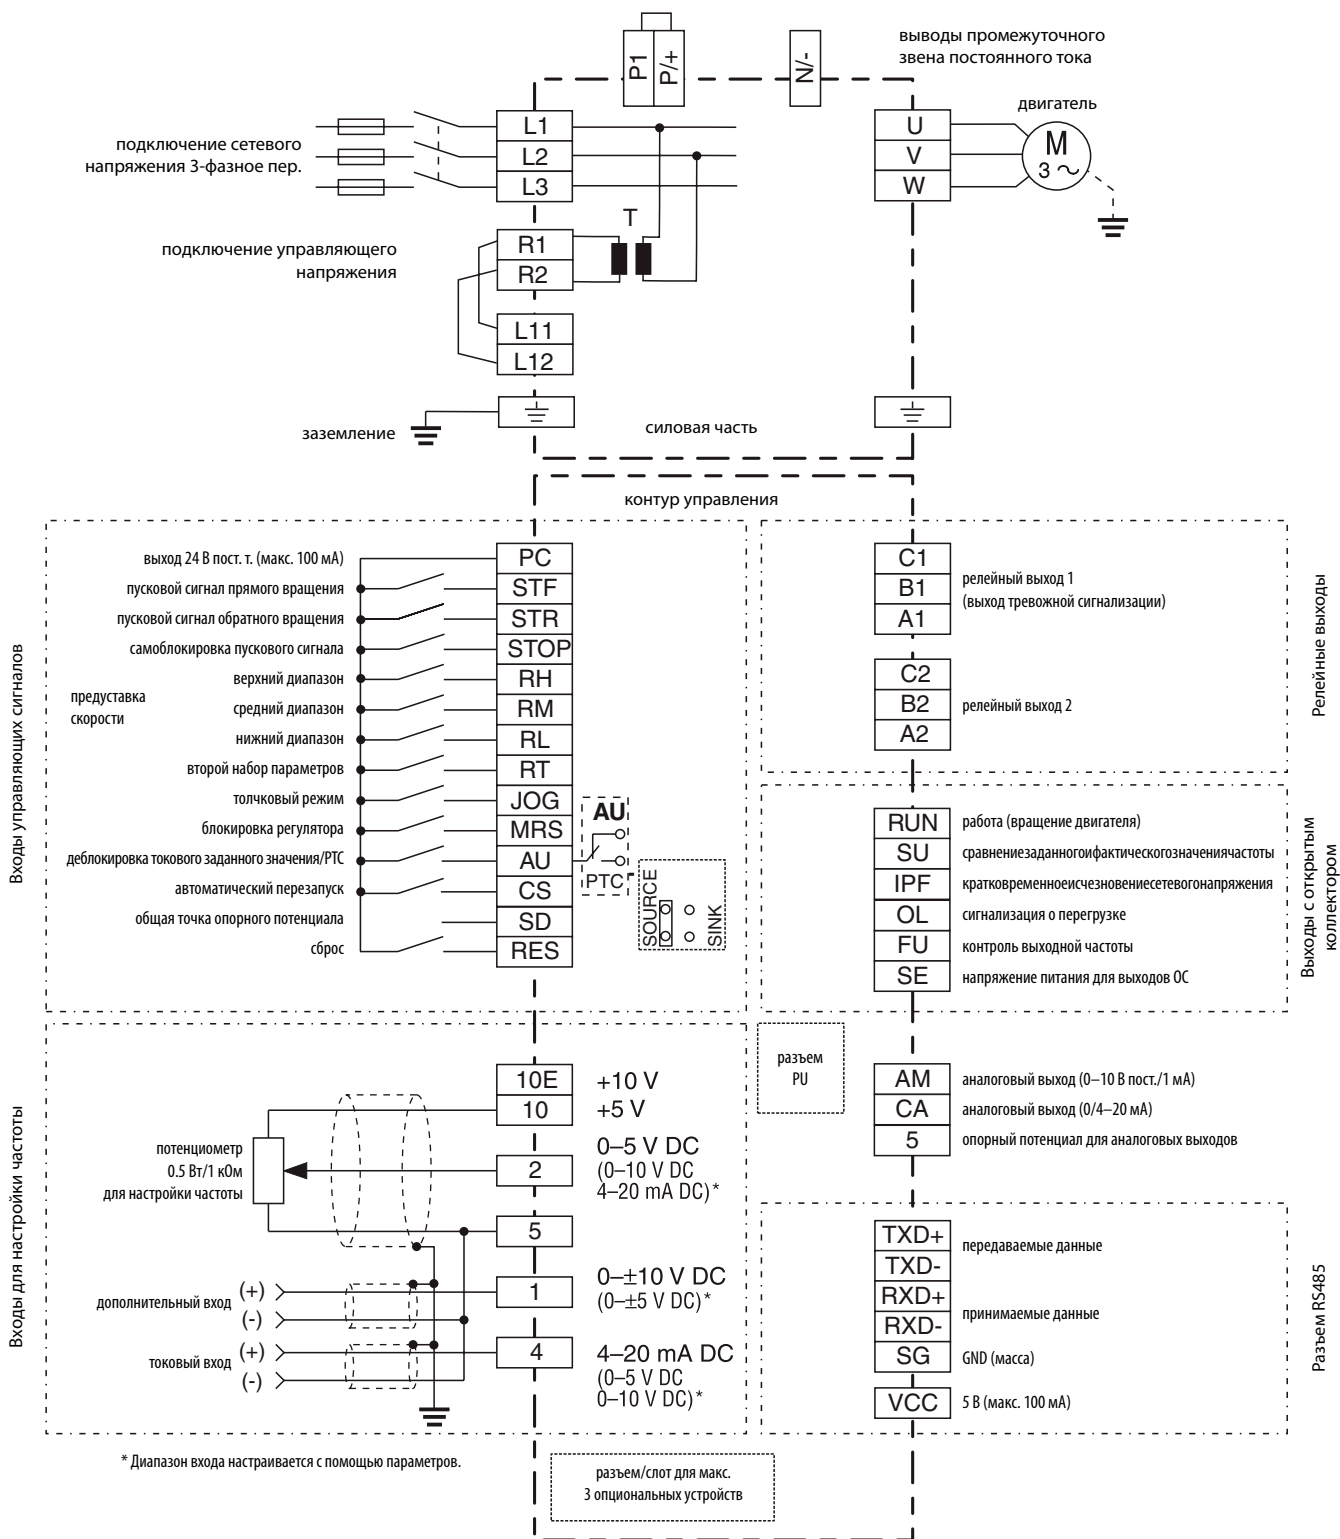 P1
P/+
N/-
выводы промежуточного
звена постоянного тока
подключение сетевого
напряжения 3-фазное пер.
L1
L2
L3
U
V
W
двигатель
M
3 ~
подключение управляющего
напряжения
R1
R2
T
L11
L12
заземление
силовая часть
контур управления
Входы управляющих сигналов
выход 24 В пост. т. (макс. 100 мА)
PC
пусковой сигнал прямого вращения
STF
пусковой сигнал обратного вращения
STR
самоблокировка пускового сигнала
STOP
предуставка
скорости
верхний диапазон
RH
средний диапазон
RM
нижний диапазон
RL
второй набор параметров
RT
толчковый режим
JOG
блокировка регулятора
MRS
деблокировка токового заданного значения/PTC
AU
автоматический перезапуск
CS
общая точка опорного потенциала
SD
сброс
RES
AU
PTC
SOURCE
SINK
C1
B1
A1
релейный выход 1
(выход тревожной сигнализации)
C2
B2
A2
релейный выход 2
Релейные выходы
RUN
работа (вращение двигателя)
SU
сравнениезаданногоифактическогозначениячастоты
IPF
кратковременноеисчезновениесетевогонапряжения
OL
сигнализация о перегрузке
FU
контроль выходной частоты
SE
напряжение питания для выходов ОС
Выходы с открытым
коллектором
Входы для настройки частоты
10E
+10 V
10
+5 V
потенциометр
0.5 Вт/1 кОм
для настройки частоты
2
0–5 V DC
(0–10 V DC
4–20 mA DC)*
5
дополнительный вход
(+)
(-)
1
0–±10 V DC
(0–±5 V DC)*
токовый вход
(+)
(-)
4
4–20 mA DC
(0–5 V DC
0–10 V DC)*
разъем
PU
AM
аналоговый выход (0–10 В пост./1 мА)
CA
аналоговый выход (0/4–20 мА)
5
опорный потенциал для аналоговых выходов
TXD+
TXD-
передаваемые данные
RXD+
RXD-
принимаемые данные
SG
GND (масса)
VCC
5 В (макс. 100 мА)
Разъем RS485
* Диапазон входа настраивается с помощью параметров.
разъем/слот для макс.
3 опциональных устройств